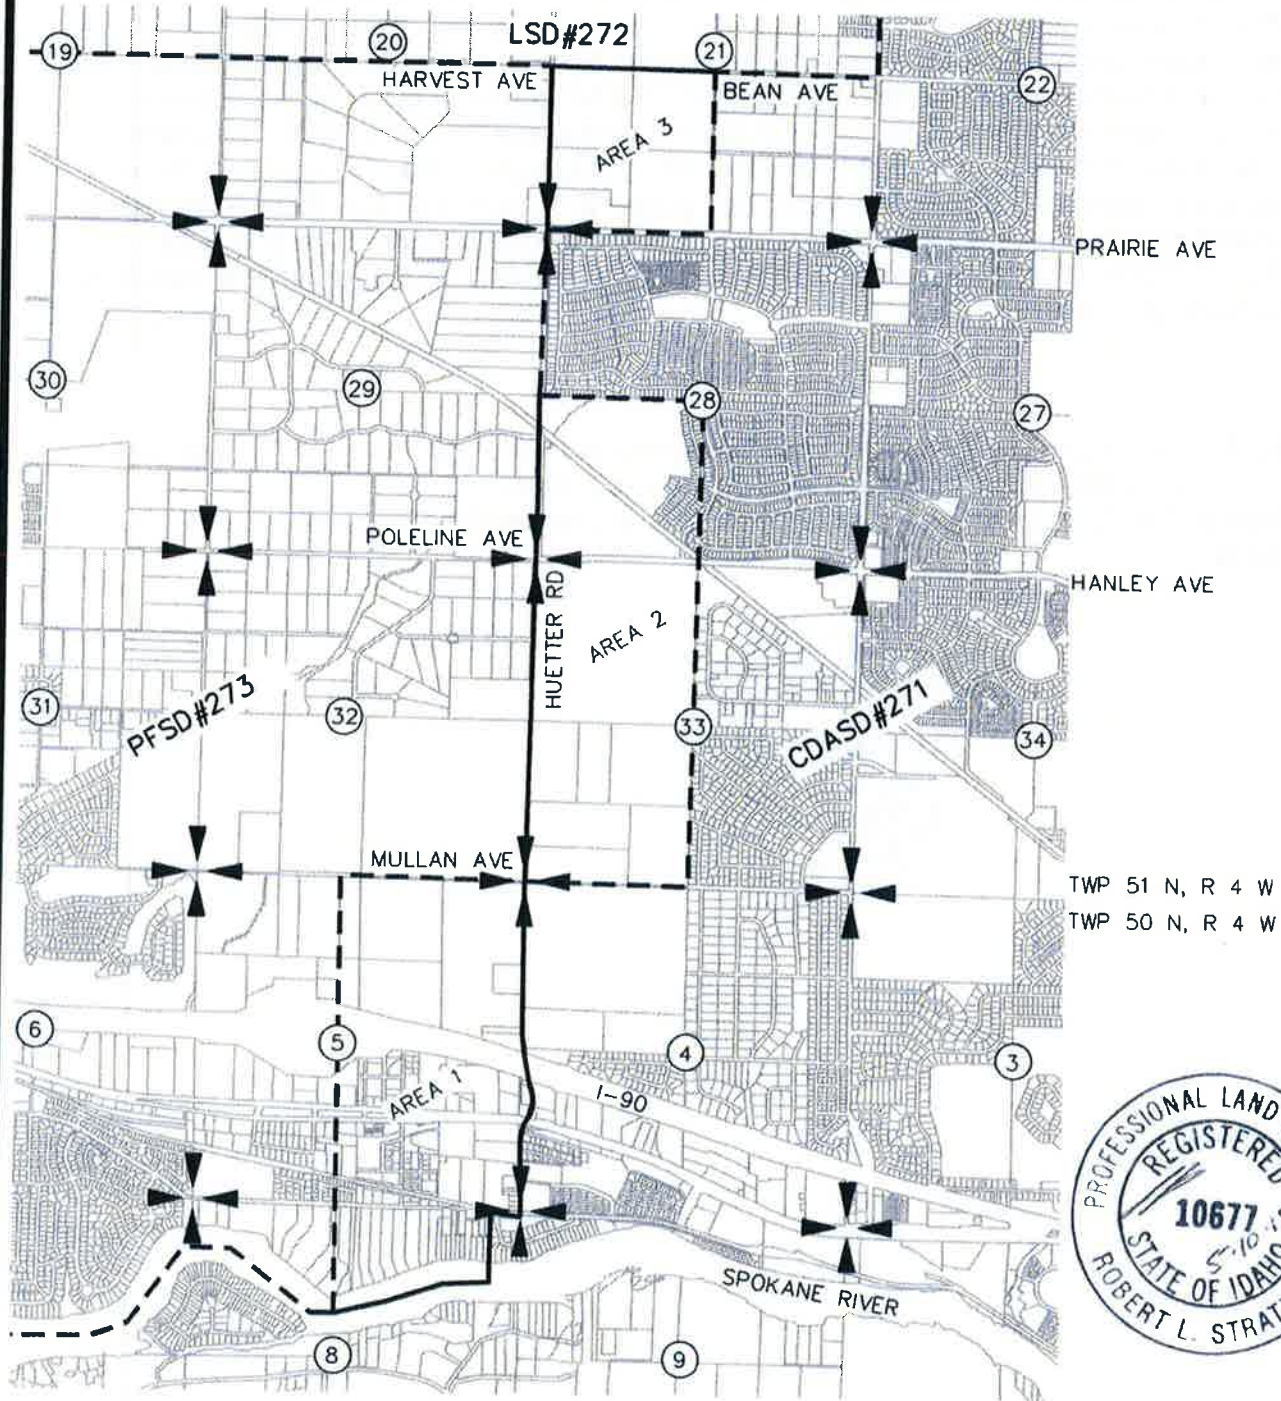 LSD#272
19
20
21
22
HARVEST AVE
BEAN AVE
AREA 3
PRAIRIE AVE
30
29
28
27
POLELINE AVE
HANLEY AVE
HUETTER RD
AREA 2
31
PFSD#273
32
33
CDASD#271
34
MULLAN AVE
TWP 51 N, R 4 W
TWP 50 N, R 4 W
6
5
4
3
AREA 1
I-90
SPOKANE RIVER
8
9
PROFESSIONAL LAND
REGISTERED
10677
5-10
STATE OF IDAHO
ROBERT L. STRAT